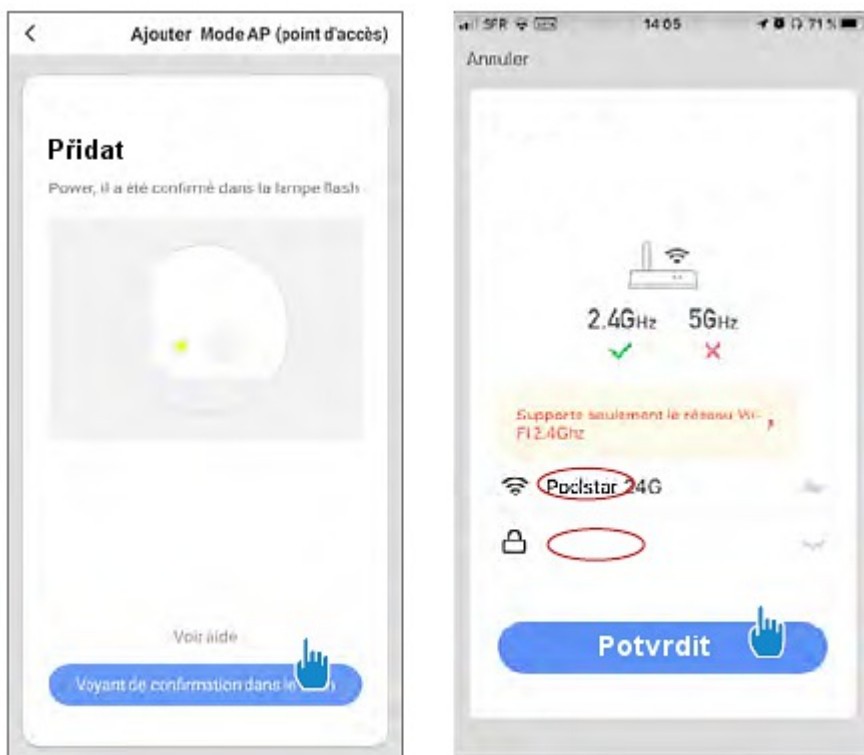 Ajouter Mode AP (point d'accès)
Přidat
Power, il a été confirmé dans la lampe flash
Voir aide
Voyant de confirmation dans le
SFR
14 05
71 %
Annuler
2.4GHz 5GHz
Supporte seulement le réseau Wi-
Fi 2.4Ghz
Poolstar 24G
Potvrdit